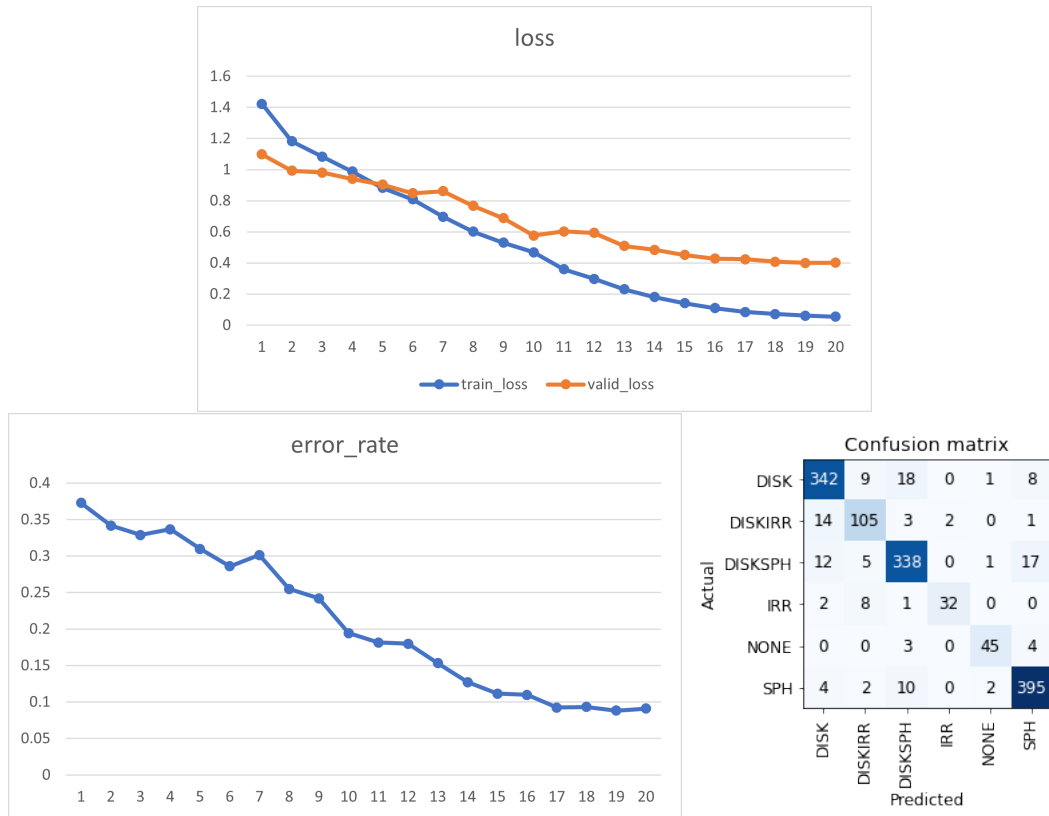 loss
1.6
1.4
1.2
1
0.8
0.6
0.4
0.2
0
1 2 3 4 5 6 7 8 9 10 11 12 13 14 15 16 17 18 19 20
train_loss valid_loss
error_rate
0.4
0.35
0.3
0.25
0.2
0.15
0.1
0.05
0
1 2 3 4 5 6 7 8 9 10 11 12 13 14 15 16 17 18 19 20
Confusion matrix
Actual
DISK 342 9 18 0 1 8
DISKIRR 14 105 3 2 0 1
DISKSPH 12 5 338 0 1 17
IRR 2 8 1 32 0 0
NONE 0 0 3 0 45 4
SPH 4 2 10 0 2 395
DISK DISKIRR DISKSPH IRR NONE SPH
Predicted